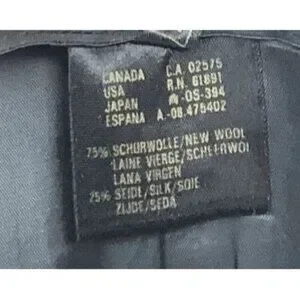 CANADA C.A. 02575
USA R.N. 61891
JAPAN OS-394
ESPANA A-08.476402
75% SCHURWOLLE/NEW WOOL
LAINE VIERGE/SCHEERWOL
LANA VIRGEN
25% SEIDE/SILK/SOIE
ZIJDE/SEDA